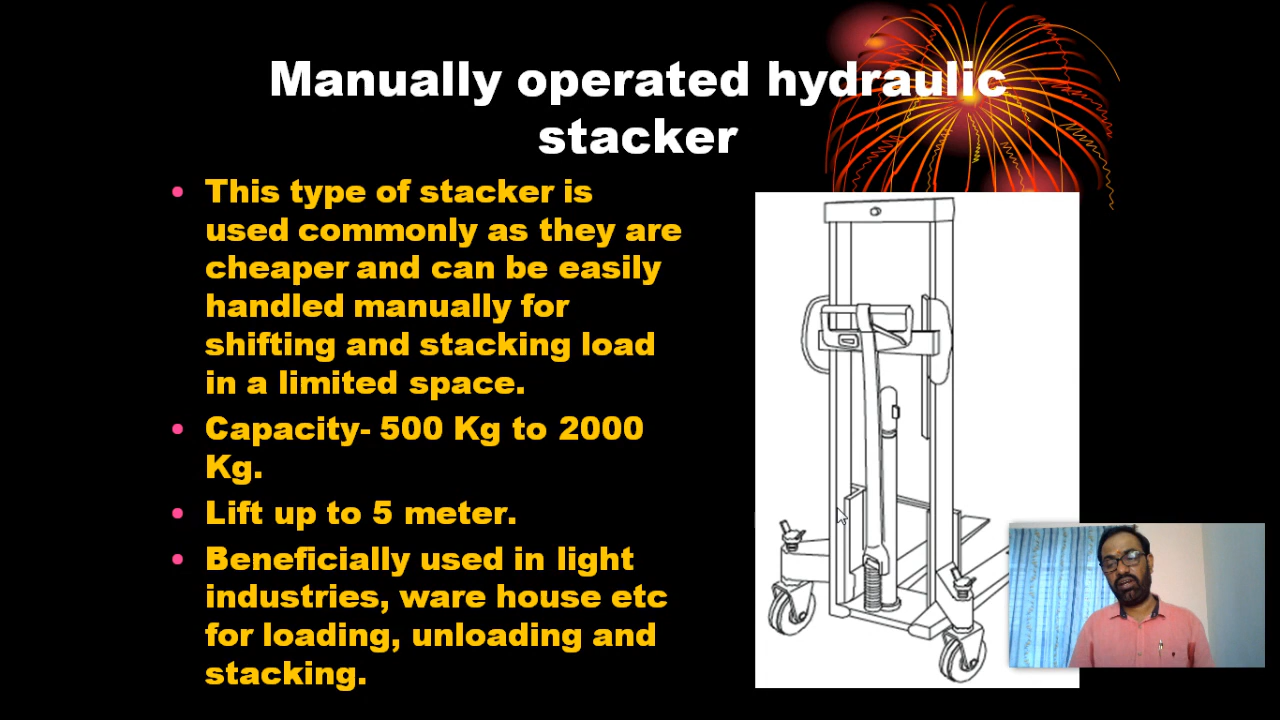 Manually operated hydraulic
stacker
• This type of stacker is
used commonly as they are
cheaper and can be easily
handled manually for
shifting and stacking load
in a limited space.
• Capacity- 500 Kg to 2000
Kg.
• Lift up to 5 meter.
• Beneficially used in light
industries, ware house etc
for loading, unloading and
stacking.